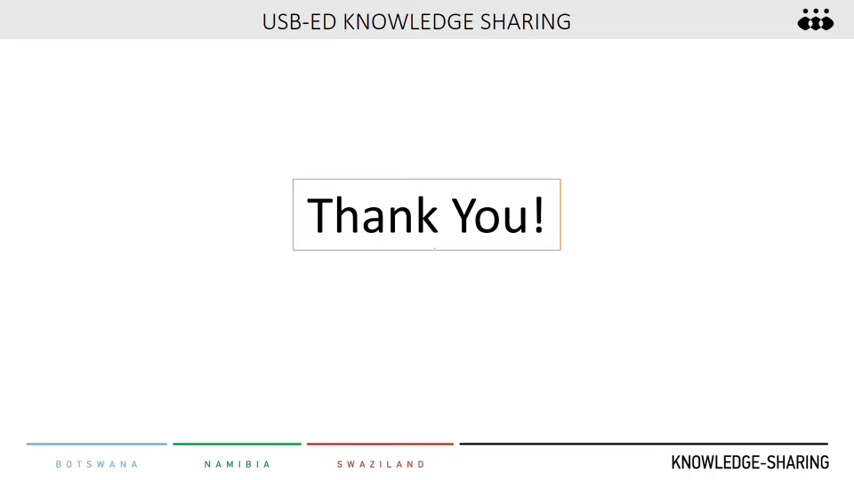 USB-ED KNOWLEDGE SHARING
Thank You!
BOTSWANA
NAMIBIA
SWAZILAND
KNOWLEDGE-SHARING